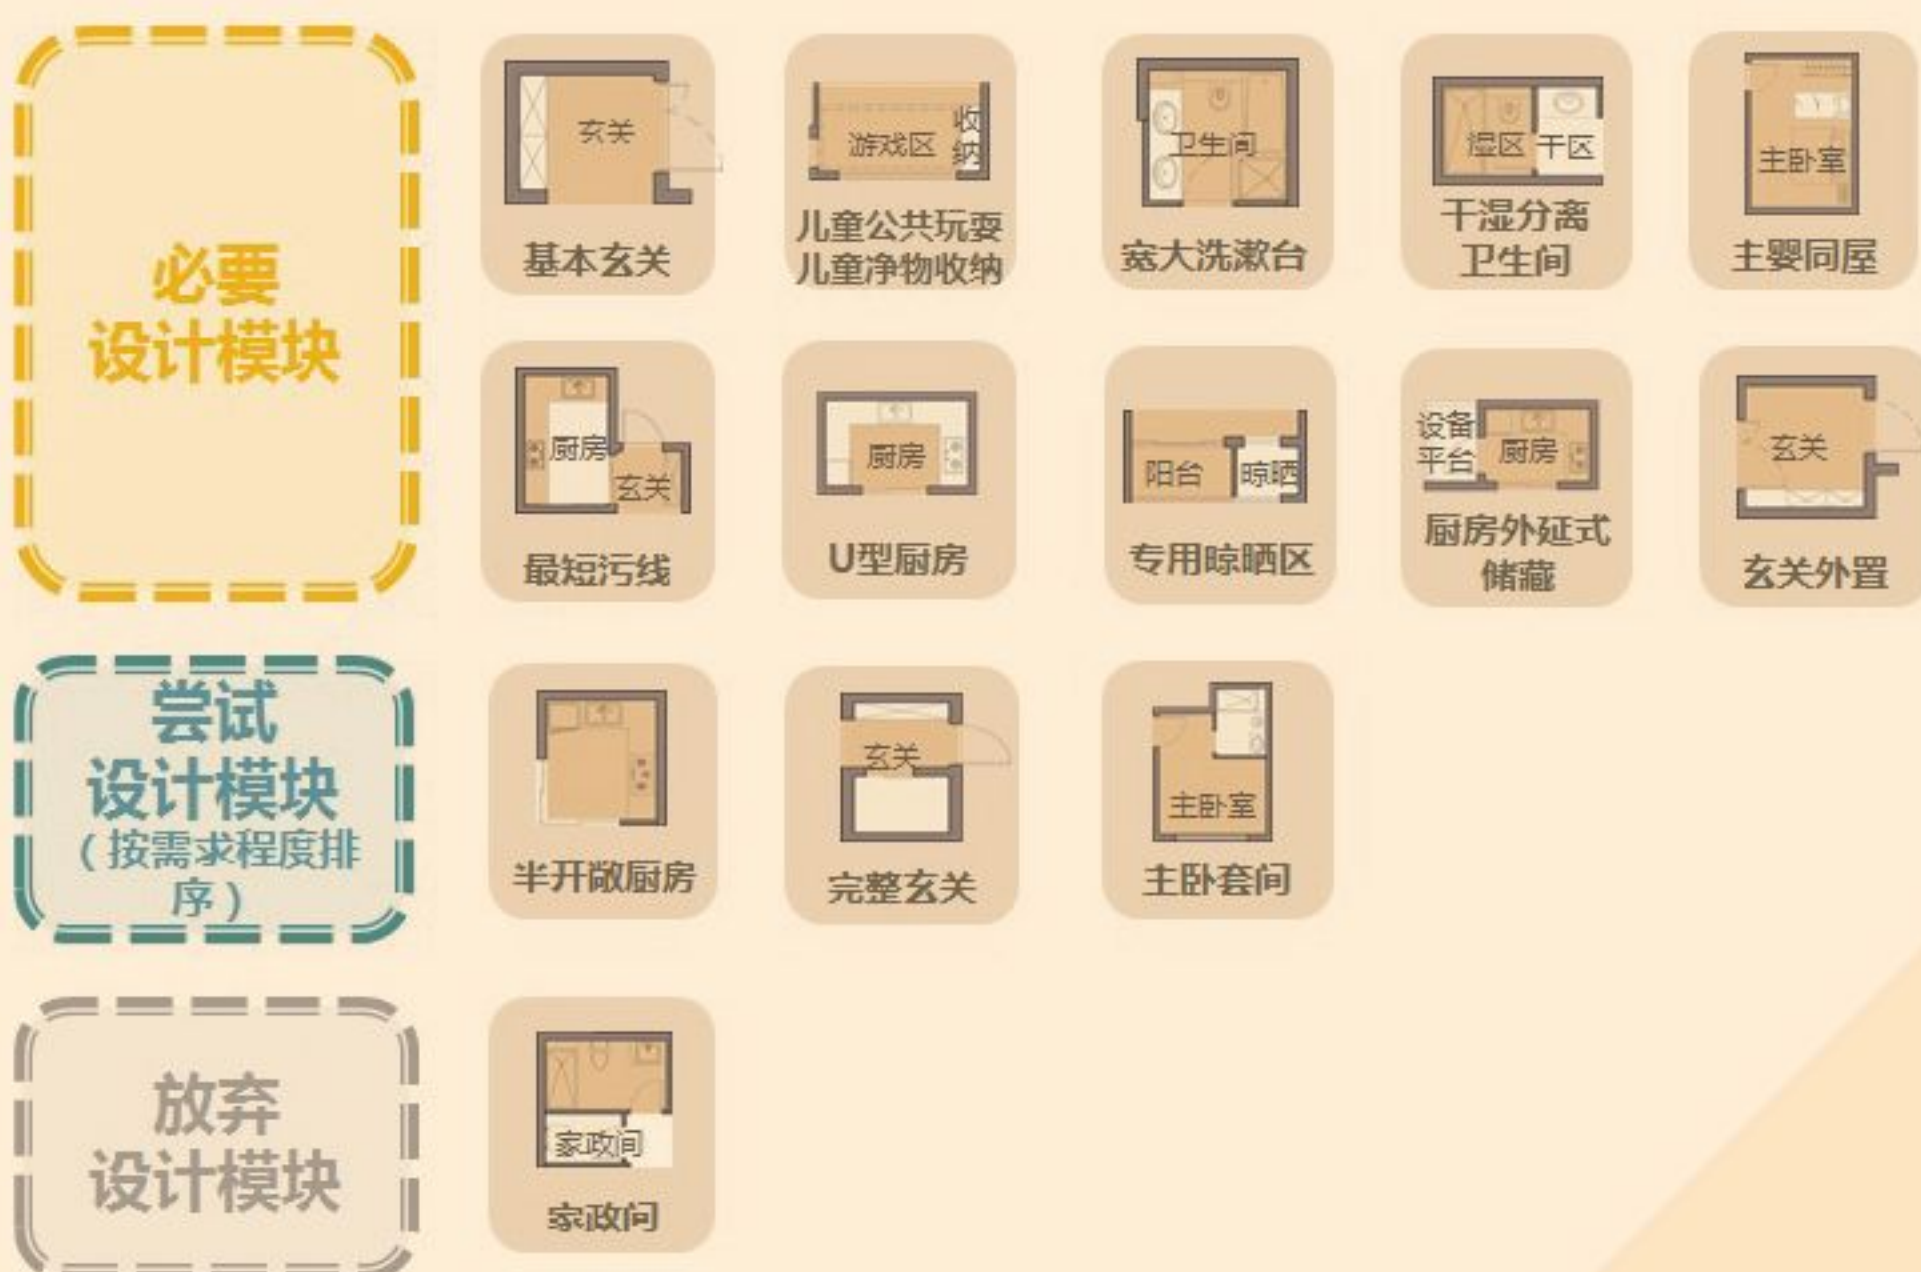 必要
设计模块
玄关
基本玄关
游戏区
收纳
儿童公共玩耍
儿童净物收纳
卫生间
宽大洗漱台
湿区
干区
干湿分离
卫生间
主卧室
主婴同屋
厨房
玄关
最短污线
厨房
U型厨房
阳台
晾晒
专用晾晒区
设备
平台
厨房
厨房外延式
储藏
玄关
玄关外置
尝试
设计模块
（按需求程度排
序）
半开敞厨房
玄关
完整玄关
主卧室
主卧套间
放弃
设计模块
家政间
家政间